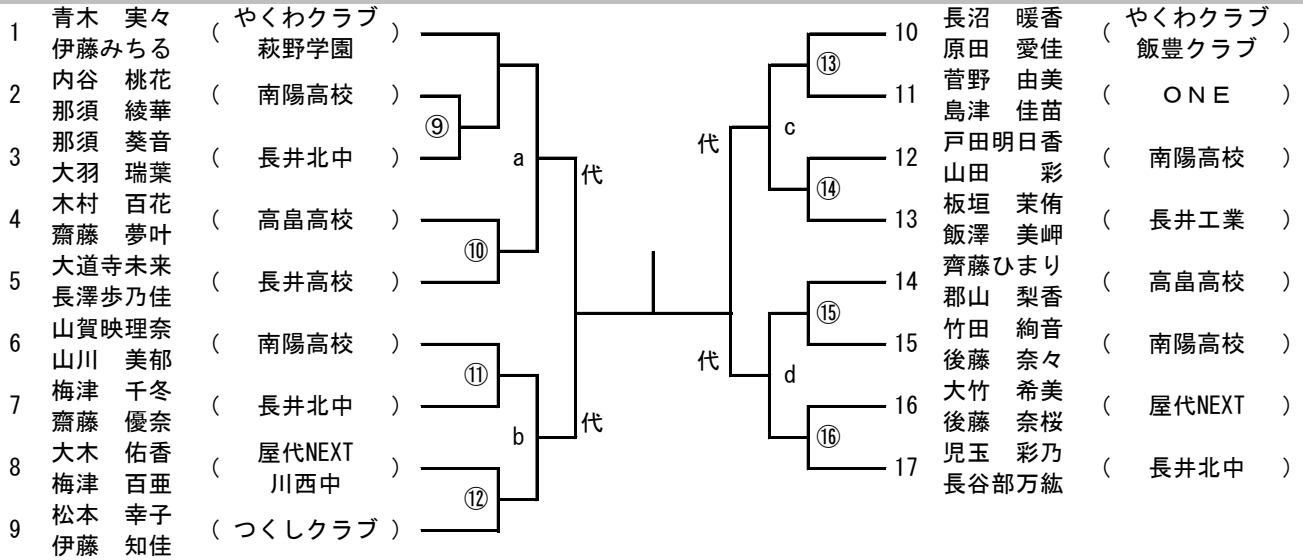 1 青木　実々 （ やくわクラブ ）
伊藤みちる 萩野学園
2 内谷　桃花 （ 南陽高校 ）
那須　綾華
3 那須　葵音 （ 長井北中 ）
大羽　瑞葉
4 木村　百花 （ 高畠高校 ）
齋藤　夢叶
5 大道寺未来 （ 長井高校 ）
長澤歩乃佳
6 山賀映理奈 （ 南陽高校 ）
山川　美郁
7 梅津　千冬 （ 長井北中 ）
齋藤　優奈
8 大木　佑香 （ 屋代NEXT ）
梅津　百亜 川西中
9 松本　幸子 （ つくしクラブ ）
伊藤　知佳
⑨
⑩
⑪
⑫
a
b
代
代
代
代
c
d
⑬
⑭
⑮
⑯
10 長沼　暖香 （ やくわクラブ ）
原田　愛佳 飯豊クラブ
11 菅野　由美 （ ＯＮＥ ）
島津　佳苗
12 戸田明日香 （ 南陽高校 ）
山田　　彩
13 板垣　茉侑 （ 長井工業 ）
飯澤　美岬
14 齊藤ひまり （ 高畠高校 ）
郡山　梨香
15 竹田　絢音 （ 南陽高校 ）
後藤　奈々
16 大竹　希美 （ 屋代NEXT ）
後藤　奈桜
17 児玉　彩乃 （ 長井北中 ）
長谷部万紘